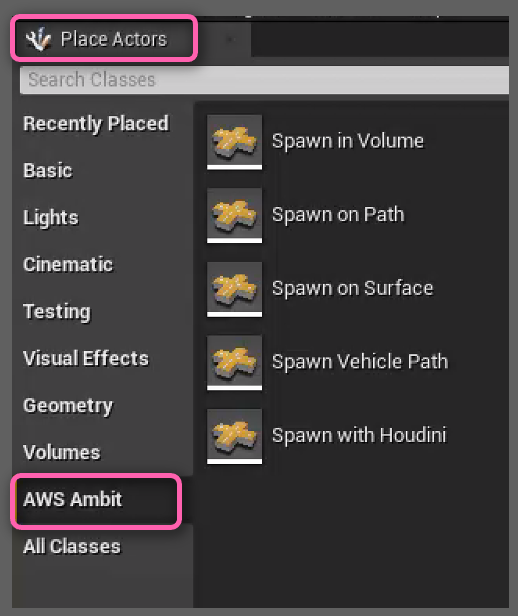 Place Actors
Search Classes
Recently Placed
Basic
Lights
Cinematic
Testing
Visual Effects
Geometry
Volumes
AWS Ambit
All Classes
Spawn in Volume
Spawn on Path
Spawn on Surface
Spawn Vehicle Path
Spawn with Houdini